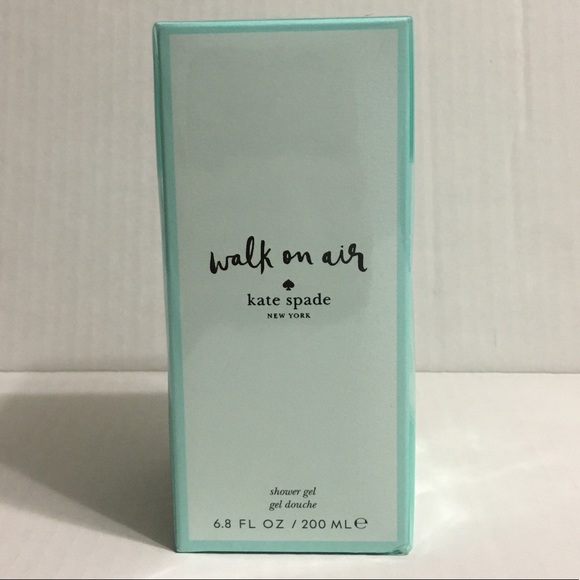 walk on air
kate spade
NEW YORK
shower gel
gel douche
6.8 FL OZ / 200 ML℮